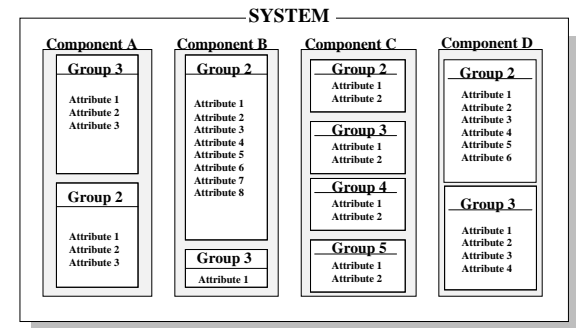 SYSTEM
Component A
Group 3
Attribute 1
Attribute 2
Attribute 3
Group 2
Attribute 1
Attribute 2
Attribute 3
Component B
Group 2
Attribute 1
Attribute 2
Attribute 3
Attribute 4
Attribute 5
Attribute 6
Attribute 7
Attribute 8
Group 3
Attribute 1
Component C
Group 2
Attribute 1
Attribute 2
Group 3
Attribute 1
Attribute 2
Group 4
Attribute 1
Attribute 2
Group 5
Attribute 1
Attribute 2
Component D
Group 2
Attribute 1
Attribute 2
Attribute 3
Attribute 4
Attribute 5
Attribute 6
Group 3
Attribute 1
Attribute 2
Attribute 3
Attribute 4